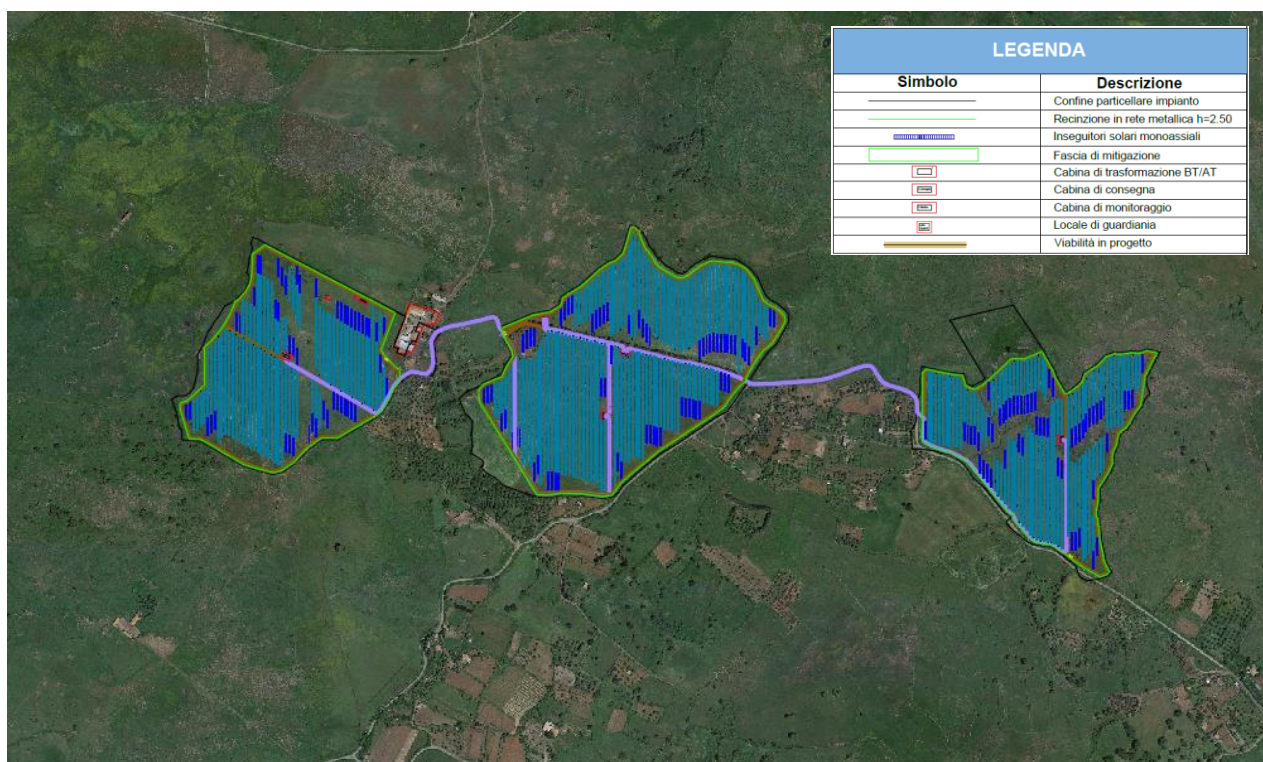 LEGENDA
Simbolo Descrizione
Confine particellare impianto
Recinzione in rete metallica h=2.50
Inseguitori solari monoassiali
Fascia di mitigazione
Cabina di trasformazione BT/AT
Cabina di consegna
Cabina di monitoraggio
Locale di guardiania
Viabilità in progetto